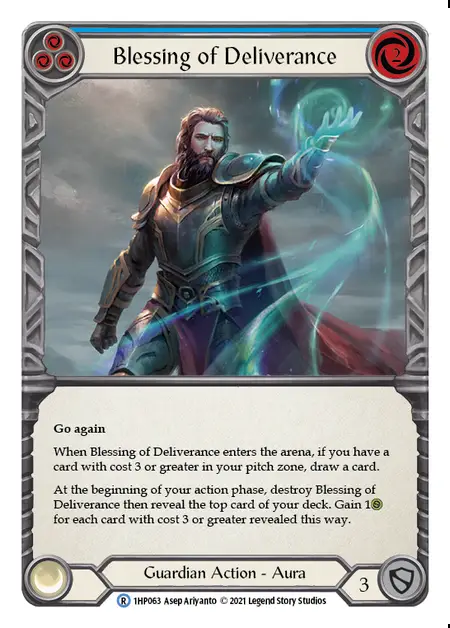 Blessing of Deliverance
2
Go again
When Blessing of Deliverance enters the arena, if you have a
card with cost 3 or greater in your pitch zone, draw a card.
At the beginning of your action phase, destroy Blessing of
Deliverance then reveal the top card of your deck. Gain 1
for each card with cost 3 or greater revealed this way.
Guardian Action - Aura
3
R 1HP063 Asep Ariyanto © 2021 Legend Story Studios